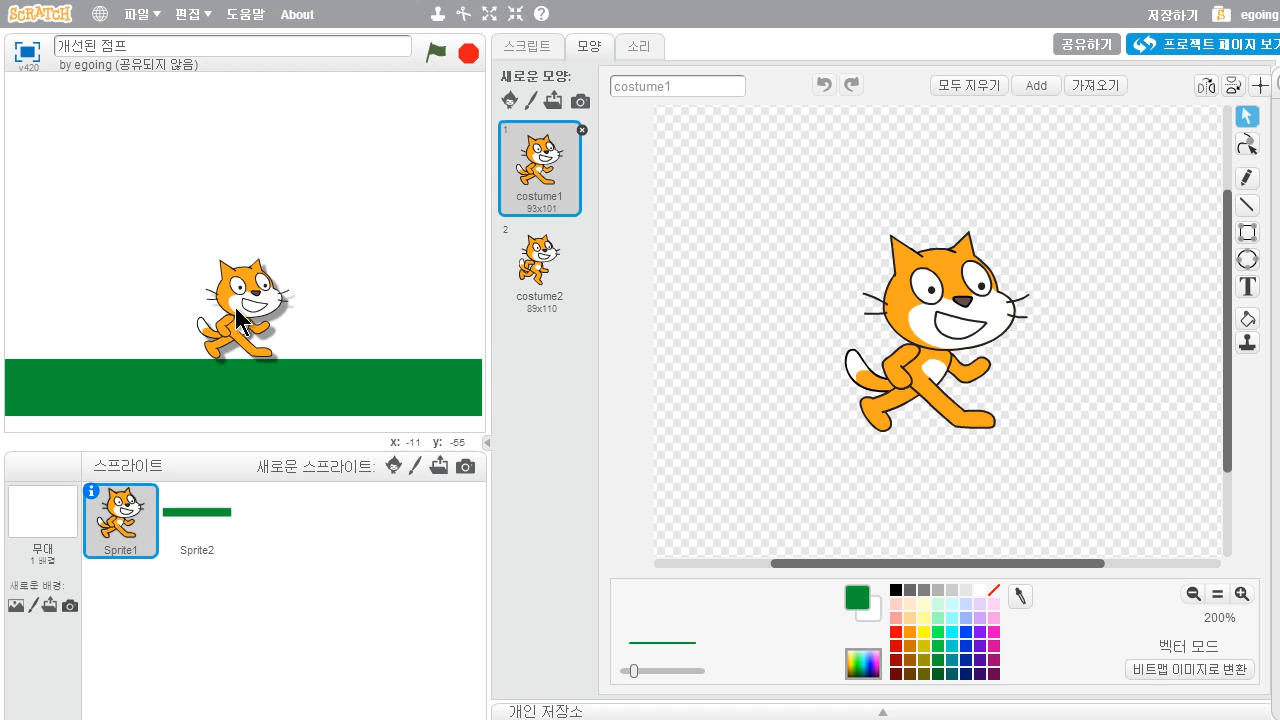 SCRATCH
파일 편집 도움말 About
저장하기 egoing
개선된 점프
by egoing (공유되지 않음)
v420
스크립트 모양 소리
공유하기 프로젝트 페이지 보기
새로운 모양:
costume1
모두 지우기 Add 가져오기
1
costume1
93x101
2
costume2
89x110
x: -11 y: -55
스프라이트 새로운 스프라이트:
무대
1 배경
Sprite1 Sprite2
새로운 배경:
200%
벡터 모드
비트맵 이미지로 변환
개인 저장소